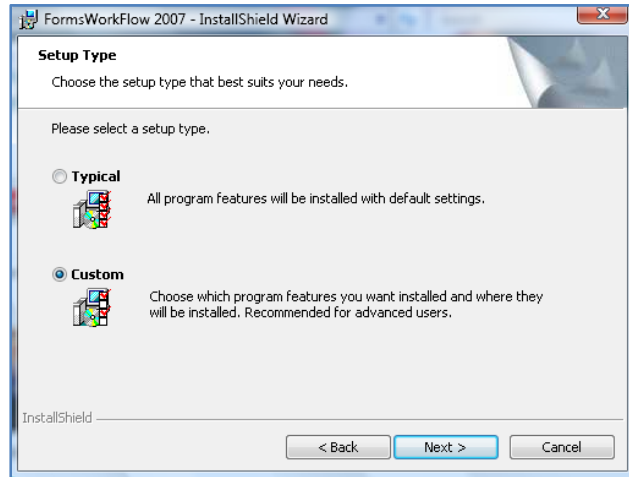 FormsWorkFlow 2007 - InstallShield Wizard
Setup Type
Choose the setup type that best suits your needs.
Please select a setup type.
Typical
All program features will be installed with default settings.
Custom
Choose which program features you want installed and where they
will be installed. Recommended for advanced users.
InstallShield
< Back
Next >
Cancel